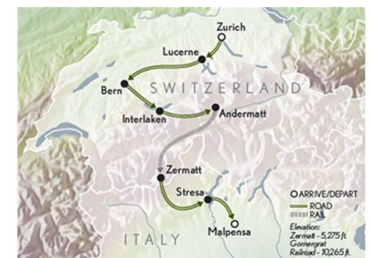 Zurich
Lucerne
Bern
SWITZERLAND
Interlaken
Andermatt
Zermatt
Stresa
Malpensa
ITALY
ARRIVE/DEPART
ROAD
RAIL
Elevation:
Zermatt - 5,275 ft.
Gornergrat
Railroad - 10,265 ft.